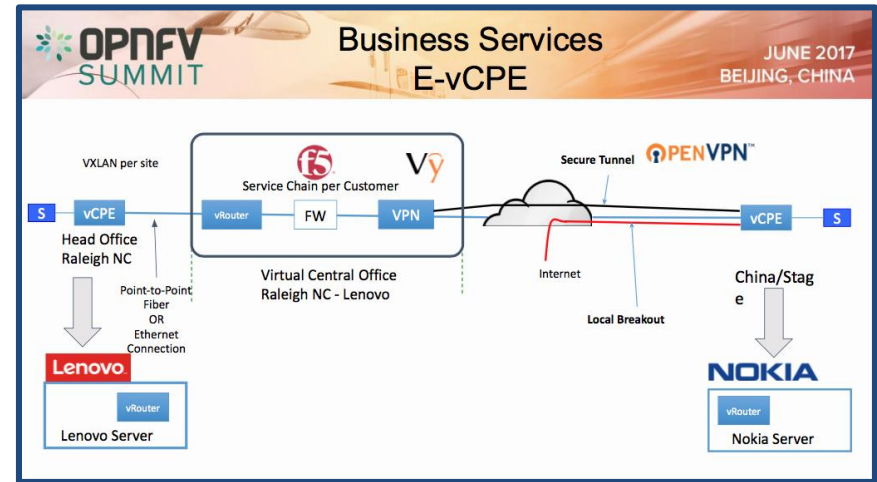 OPNFV
SUMMIT
Business Services
E-vCPE
JUNE 2017
BEIJING, CHINA
VXLAN per site
f5
Vy
Service Chain per Customer
Secure Tunnel
OPENVPN™
S
vCPE
vRouter
FW
VPN
vCPE
S
Head Office
Raleigh NC
Virtual Central Office
Raleigh NC - Lenovo
Internet
China/Stag
e
Point-to-Point
Fiber
OR
Ethernet
Connection
Local Breakout
Lenovo
NOKIA
vRouter
Lenovo Server
vRouter
Nokia Server